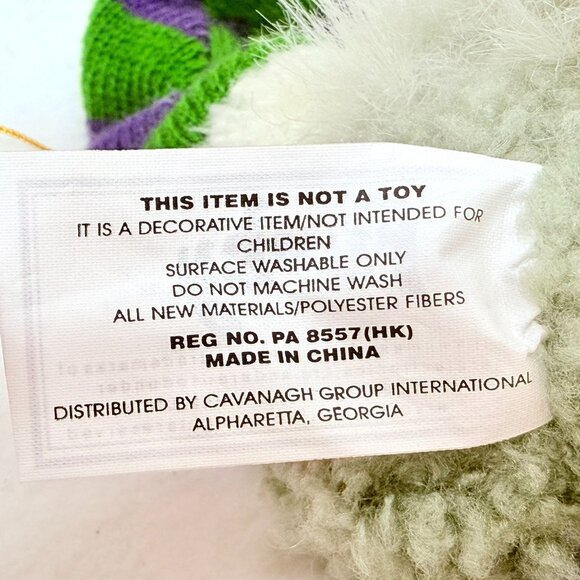 THIS ITEM IS NOT A TOY
IT IS A DECORATIVE ITEM/NOT INTENDED FOR
CHILDREN
SURFACE WASHABLE ONLY
DO NOT MACHINE WASH
ALL NEW MATERIALS/POLYESTER FIBERS
REG NO. PA 8557(HK)
MADE IN CHINA
DISTRIBUTED BY CAVANAGH GROUP INTERNATIONAL
ALPHARETTA, GEORGIA